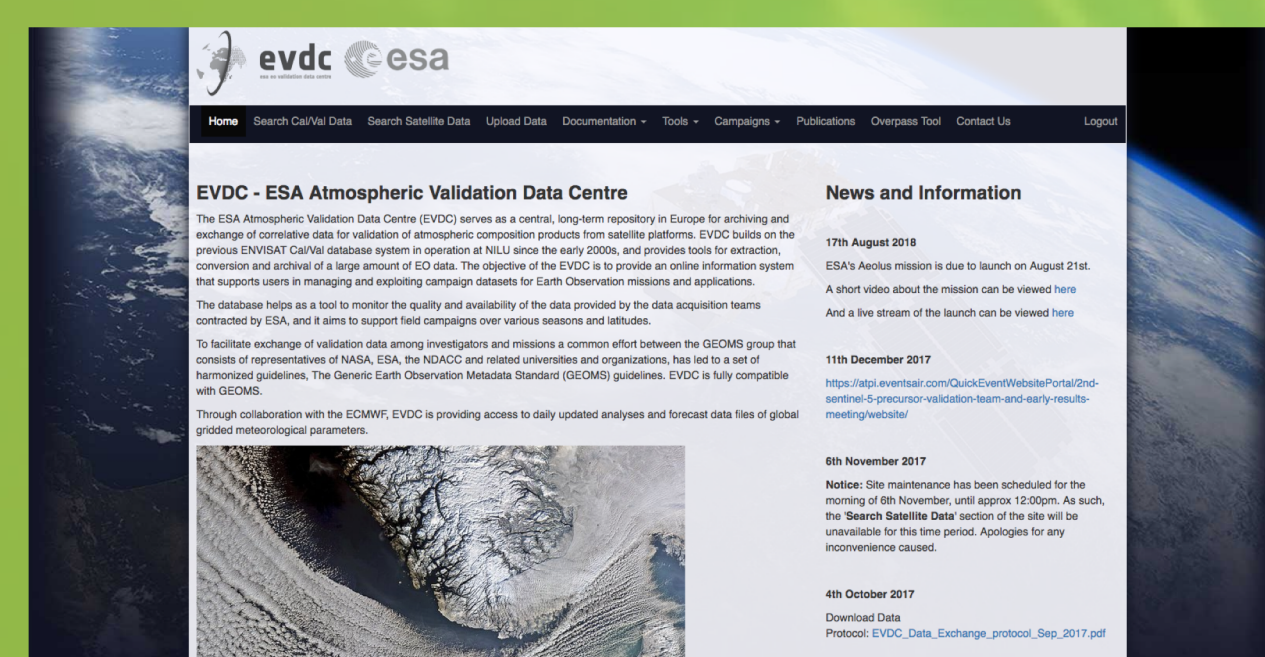 evdc esa
esa eo validation data centre
Home Search Cal/Val Data Search Satellite Data Upload Data Documentation Tools Campaigns Publications Overpass Tool Contact Us Logout
EVDC - ESA Atmospheric Validation Data Centre
The ESA Atmospheric Validation Data Centre (EVDC) serves as a central, long-term repository in Europe for archiving and
exchange of correlative data for validation of atmospheric composition products from satellite platforms. EVDC builds on the
previous ENVISAT Cal/Val database system in operation at NILU since the early 2000s, and provides tools for extraction,
conversion and archival of a large amount of EO data. The objective of the EVDC is to provide an online information system
that supports users in managing and exploiting campaign datasets for Earth Observation missions and applications.
The database helps as a tool to monitor the quality and availability of the data provided by the data acquisition teams
contracted by ESA, and it aims to support field campaigns over various seasons and latitudes.
To facilitate exchange of validation data among investigators and missions a common effort between the GEOMS group that
consists of representatives of NASA, ESA, the NDACC and related universities and organizations, has led to a set of
harmonized guidelines, The Generic Earth Observation Metadata Standard (GEOMS) guidelines. EVDC is fully compatible
with GEOMS.
Through collaboration with the ECMWF, EVDC is providing access to daily updated analyses and forecast data files of global
gridded meteorological parameters.
News and Information
17th August 2018
ESA's Aeolus mission is due to launch on August 21st.
A short video about the mission can be viewed here
And a live stream of the launch can be viewed here
11th December 2017
https://atpi.eventsair.com/QuickEventWebsitePortal/2nd-
sentinel-5-precursor-validation-team-and-early-results-
meeting/website/
6th November 2017
Notice: Site maintenance has been scheduled for the
morning of 6th November, until approx 12:00pm. As such,
the 'Search Satellite Data' section of the site will be
unavailable for this time period. Apologies for any
inconvenience caused.
4th October 2017
Download Data
Protocol: EVDC_Data_Exchange_protocol_Sep_2017.pdf